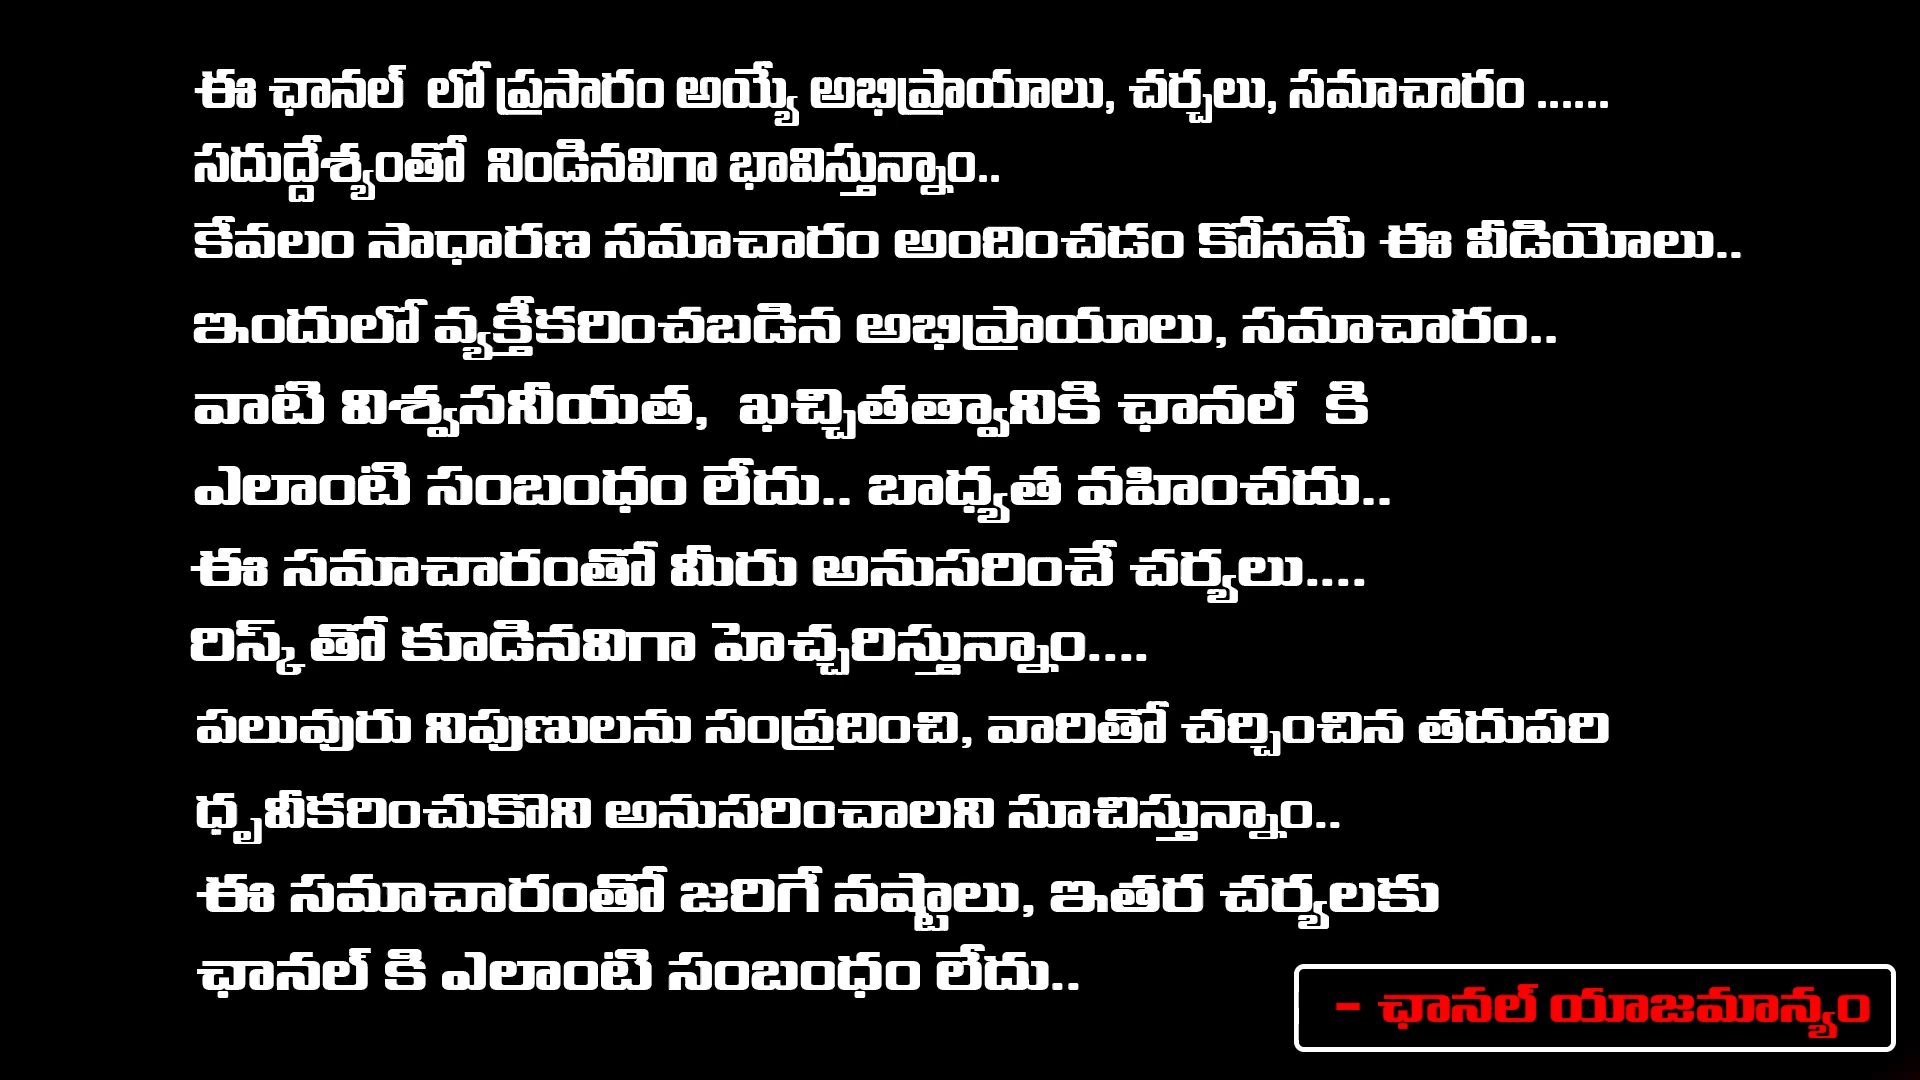 ఈ ఛానల్ లో ప్రసారం అయ్యే అభిప్రాయాలు, చర్చలు, సమాచారం ......
సదుద్దేశ్యంతో నిండినవిగా భావిస్తున్నాం..
కేవలం సాధారణ సమాచారం అందించడం కోసమే ఈ వీడియోలు..
ఇందులో వ్యక్తీకరించబడిన అభిప్రాయాలు, సమాచారం..
వాటి విశ్వసనీయత, ఖచ్చితత్వానికి ఛానల్ కి
ఎలాంటి సంబంధం లేదు.. బాధ్యత వహించదు..
ఈ సమాచారంతో మీరు అనుసరించే చర్యలు....
రిస్క్ తో కూడినవిగా హెచ్చరిస్తున్నాం....
పలువురు నిపుణులను సంప్రదించి, వారితో చర్చించిన తదుపరి
ధృవీకరించుకొని అనుసరించాలని సూచిస్తున్నాం..
ఈ సమాచారంతో జరిగే నష్టాలు, ఇతర చర్యలకు
ఛానల్ కి ఎలాంటి సంబంధం లేదు..
- ఛానల్ యాజమాన్యం